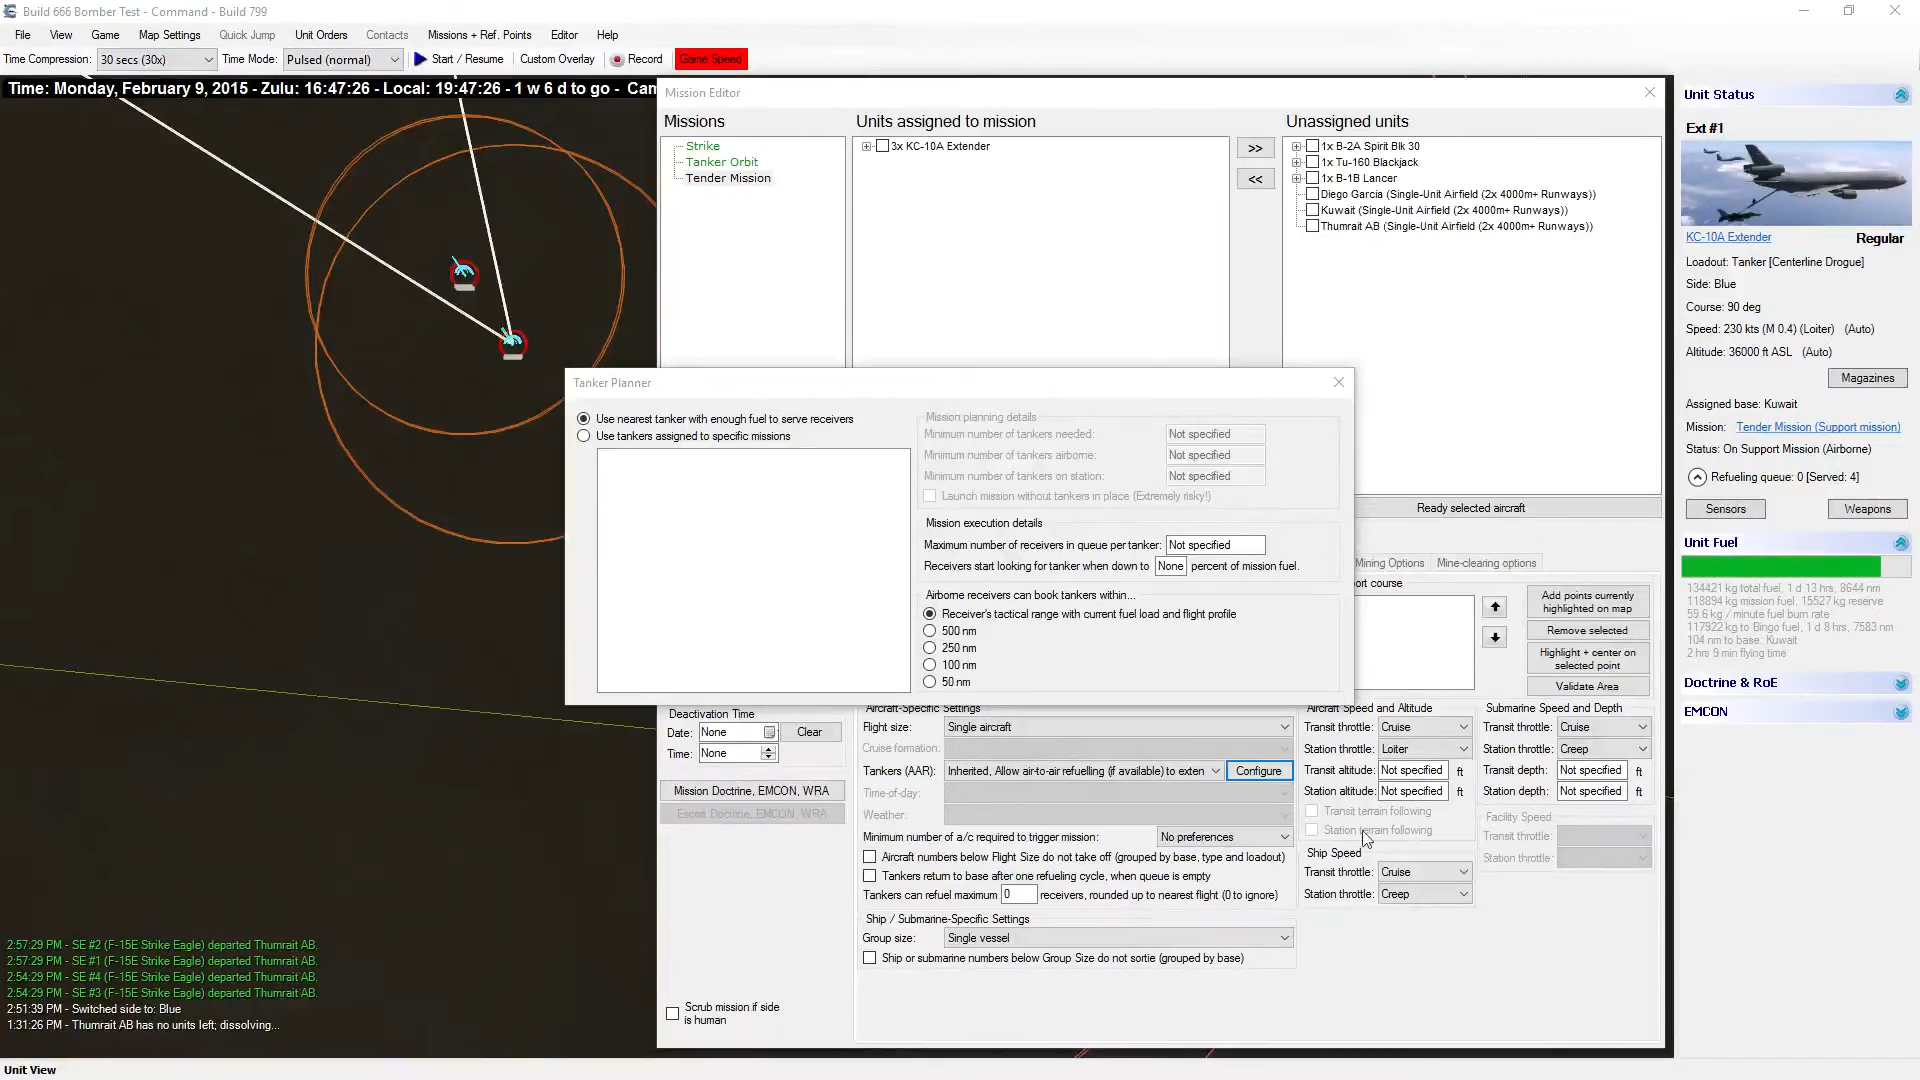 Build 666 Bomber Test - Command - Build 799
File View Game Map Settings Quick Jump Unit Orders Contacts Missions + Ref. Points Editor Help
Time Compression: 30 secs (30x) Time Mode: Pulsed (normal) Start / Resume Custom Overlay Record Game Speed
Time: Monday, February 9, 2015 - Zulu: 16:47:26 - Local: 19:47:26 - 1 w 6 d to go - Cam
Mission Editor
Missions
Strike
Tanker Orbit
Tender Mission
Units assigned to mission
3x KC-10A Extender
>>
<<
Unassigned units
1x B-2A Spirit Blk 30
1x Tu-160 Blackjack
1x B-1B Lancer
Diego Garcia (Single-Unit Airfield (2x 4000m+ Runways))
Kuwait (Single-Unit Airfield (2x 4000m+ Runways))
Thumrait AB (Single-Unit Airfield (2x 4000m+ Runways))
Ready selected aircraft
Tanker Planner
Use nearest tanker with enough fuel to serve receivers
Use tankers assigned to specific missions
Mission planning details
Minimum number of tankers needed: Not specified
Minimum number of tankers airborne: Not specified
Minimum number of tankers on station: Not specified
Launch mission without tankers in place (Extremely risky!)
Mission execution details
Maximum number of receivers in queue per tanker: Not specified
Receivers start looking for tanker when down to None percent of mission fuel.
Airborne receivers can book tankers within...
Receiver's tactical range with current fuel load and flight profile
500 nm
250 nm
100 nm
50 nm
Mining Options Mine-clearing options
ort course
Add points currently
highlighted on map
Remove selected
Highlight + center on
selected point
Validate Area
Deactivation Time
Date: None Clear
Time: None
Mission Doctrine, EMCON, WRA
Escort Doctrine, EMCON, WRA
Scrub mission if side
is human
Aircraft-Specific Settings
Flight size: Single aircraft
Cruise formation:
Tankers (AAR): Inherited, Allow air-to-air refuelling (if available) to exten Configure
Time-of-day:
Weather:
Minimum number of a/c required to trigger mission: No preferences
Aircraft numbers below Flight Size do not take off (grouped by base, type and loadout)
Tankers return to base after one refueling cycle, when queue is empty
Tankers can refuel maximum 0 receivers, rounded up to nearest flight (0 to ignore)
Ship / Submarine-Specific Settings
Group size: Single vessel
Ship or submarine numbers below Group Size do not sortie (grouped by base)
Aircraft Speed and Altitude
Transit throttle: Cruise
Station throttle: Loiter
Transit altitude: Not specified ft
Station altitude: Not specified ft
Transit terrain following
Station terrain following
Ship Speed
Transit throttle: Cruise
Station throttle: Creep
Submarine Speed and Depth
Transit throttle: Cruise
Station throttle: Creep
Transit depth: Not specified ft
Station depth: Not specified ft
Facility Speed
Transit throttle:
Station throttle:
Unit Status
Ext #1
KC-10A Extender Regular
Loadout: Tanker [Centerline Drogue]
Side: Blue
Course: 90 deg
Speed: 230 kts (M 0.4) (Loiter) (Auto)
Altitude: 36000 ft ASL (Auto)
Magazines
Assigned base: Kuwait
Mission: Tender Mission (Support mission)
Status: On Support Mission (Airborne)
Refueling queue: 0 [Served: 4]
Sensors Weapons
Unit Fuel
134421 kg total fuel, 1 d 13 hrs, 8644 nm
118894 kg mission fuel, 15527 kg reserve
59.6 kg / minute fuel burn rate
117922 kg to Bingo fuel, 1 d 8 hrs, 7583 nm
104 nm to base: Kuwait
2 hrs 9 min flying time
Doctrine & RoE
EMCON
2:57:29 PM - SE #2 (F-15E Strike Eagle) departed Thumrait AB.
2:57:29 PM - SE #1 (F-15E Strike Eagle) departed Thumrait AB.
2:54:29 PM - SE #4 (F-15E Strike Eagle) departed Thumrait AB.
2:54:29 PM - SE #3 (F-15E Strike Eagle) departed Thumrait AB.
2:51:39 PM - Switched side to: Blue
1:31:26 PM - Thumrait AB has no units left; dissolving...
Unit View